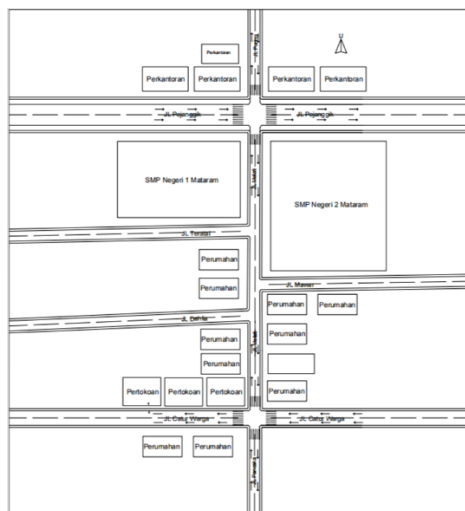 U
Perkantoran
Perkantoran
Perkantoran
Perkantoran
Perkantoran
JL Pejanggik
JL Pejanggik
SMP Negeri 1 Mataram
SMP Negeri 2 Mataram
JL Teratai
Perumahan
Perumahan
JL Mawar
Perumahan
Perumahan
JL Dahlia
Perumahan
Perumahan
Perumahan
Perumahan
Pertokoan
Pertokoan
Pertokoan
JL Catur Warga
JL Catur Warga
Perumahan
Perumahan